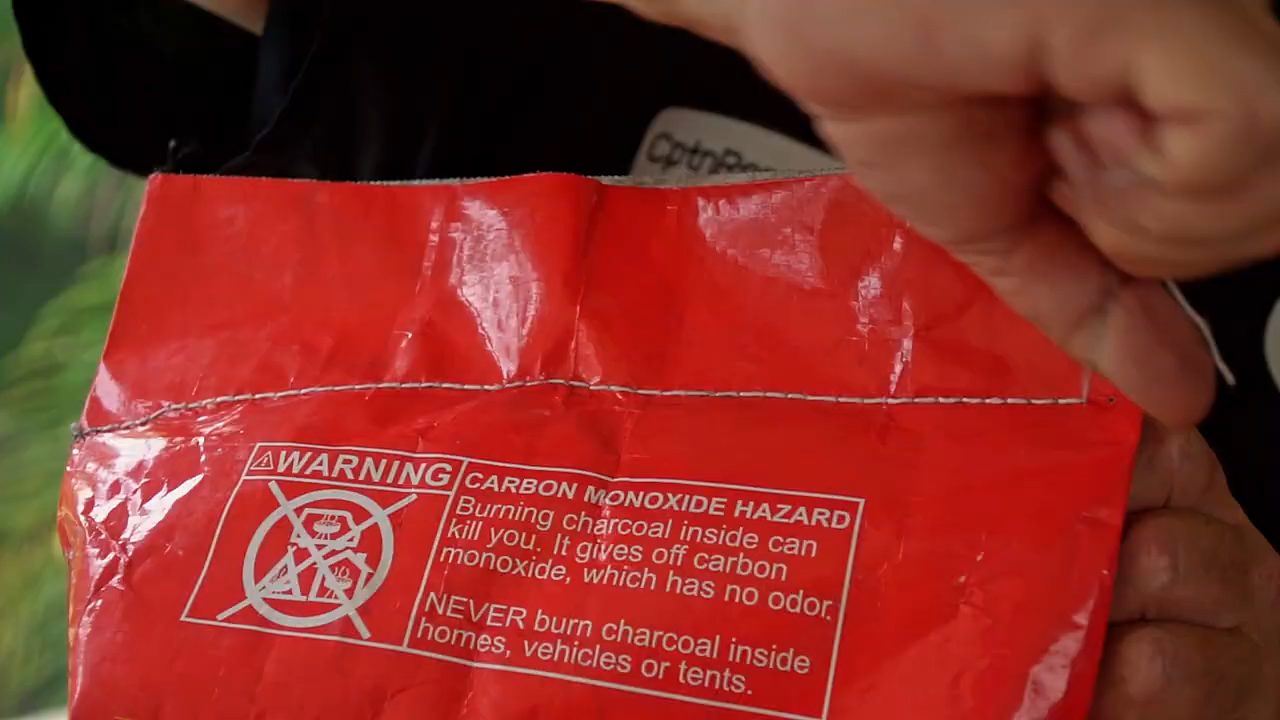 WARNING
CARBON MONOXIDE HAZARD
Burning charcoal inside can
kill you. It gives off carbon
monoxide, which has no odor.
NEVER burn charcoal inside
homes, vehicles or tents.